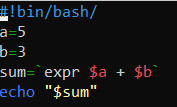 #!bin/bash/
a=5
b=3
sum=`expr $a + $b`
echo "$sum"